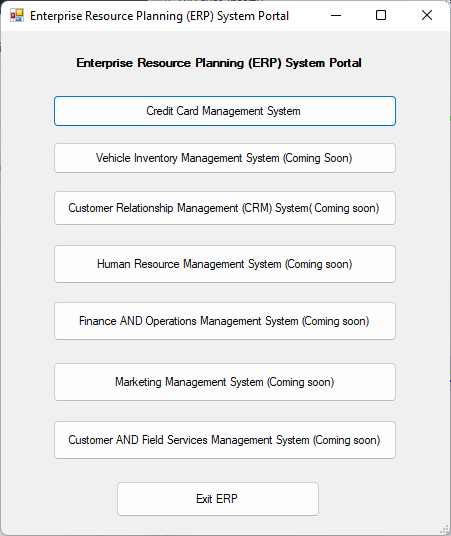 Enterprise Resource Planning (ERP) System Portal
Enterprise Resource Planning (ERP) System Portal
Credit Card Management System
Vehicle Inventory Management System (Coming Soon)
Customer Relationship Management (CRM) System( Coming soon)
Human Resource Management System (Coming soon)
Finance AND Operations Management System (Coming soon)
Marketing Management System (Coming soon)
Customer AND Field Services Management System (Coming soon)
Exit ERP